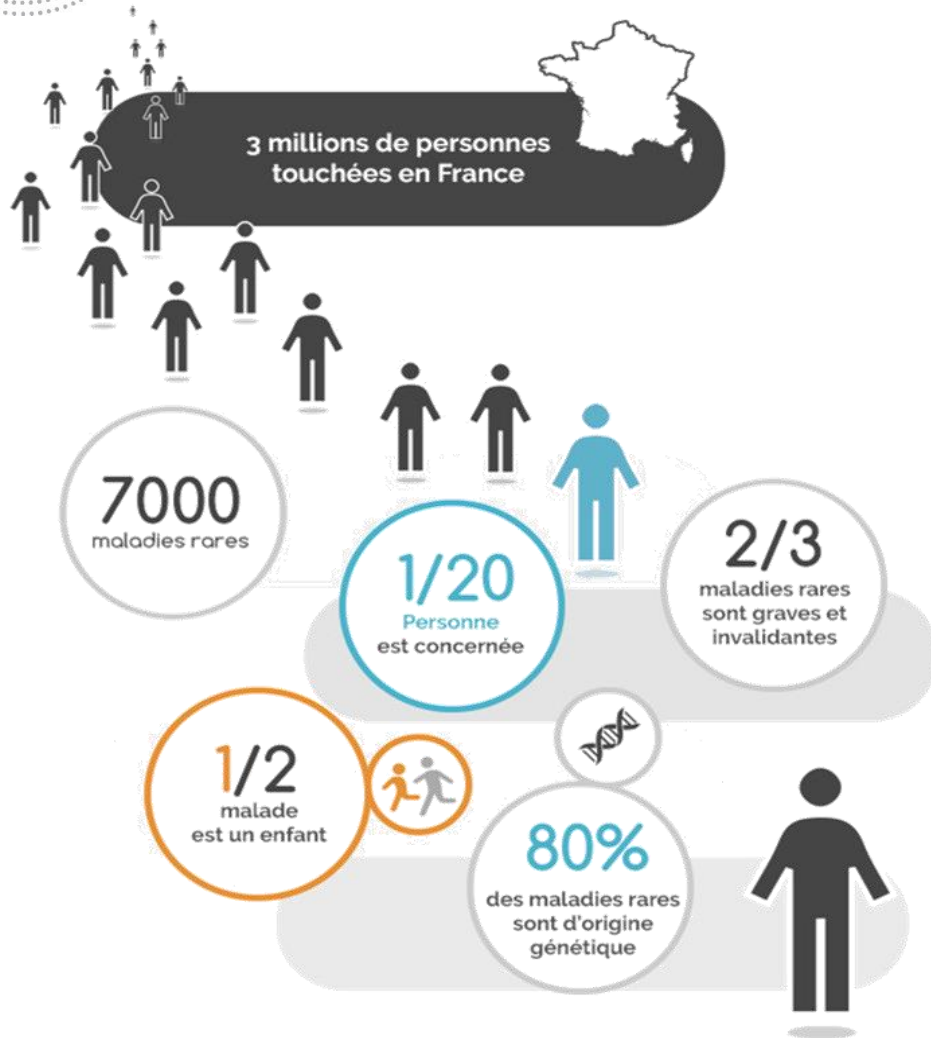 3 millions de personnes
touchées en France
7000
maladies rares
1/20
Personne
est concernée
2/3
maladies rares
sont graves et
invalidantes
1/2
malade
est un enfant
80%
des maladies rares
sont d'origine
génétique